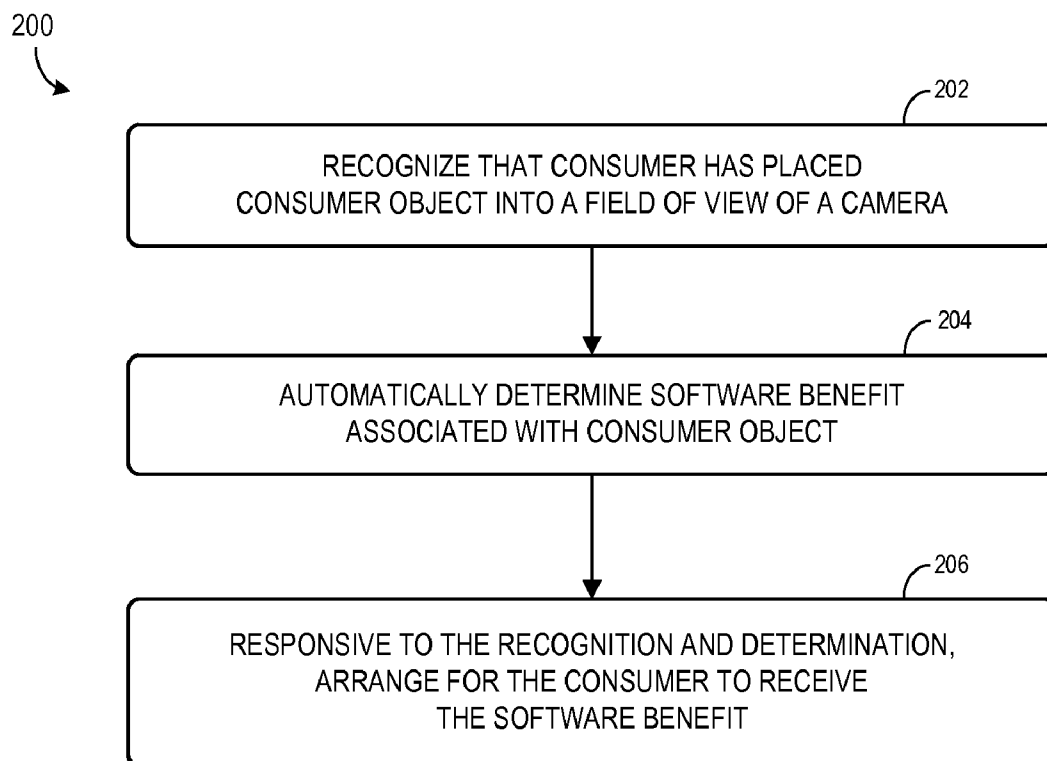 200
202
RECOGNIZE THAT CONSUMER HAS PLACED
CONSUMER OBJECT INTO A FIELD OF VIEW OF A CAMERA
204
AUTOMATICALLY DETERMINE SOFTWARE BENEFIT
ASSOCIATED WITH CONSUMER OBJECT
206
RESPONSIVE TO THE RECOGNITION AND DETERMINATION,
ARRANGE FOR THE CONSUMER TO RECEIVE
THE SOFTWARE BENEFIT